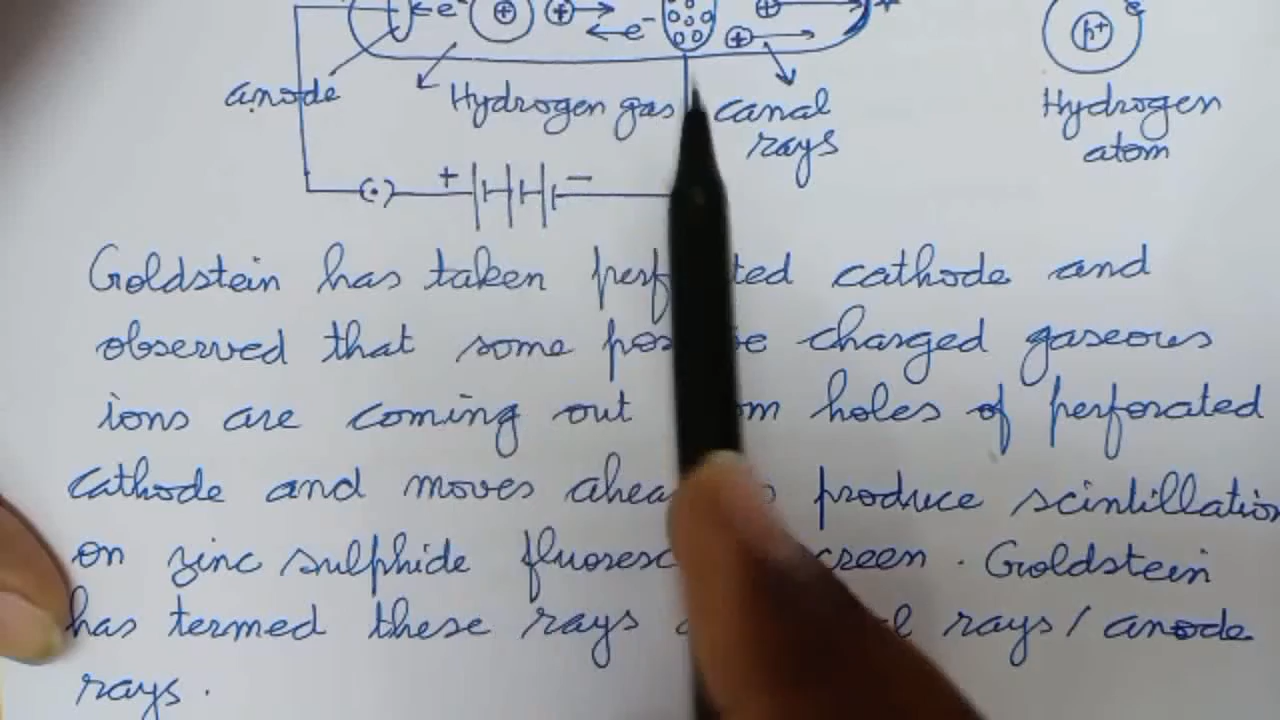 e⁻ + + e⁻ + +
e⁻
p+
anode
Hydrogen gas
canal
rays
Hydrogen
atom
+ (·) −
Goldstein has taken cathode and
observed that some charged gaseous
ions are coming out holes of perforated
cathode and moves produce scintillation
on zinc sulphide . Goldstein
has termed these rays rays / anode
rays .